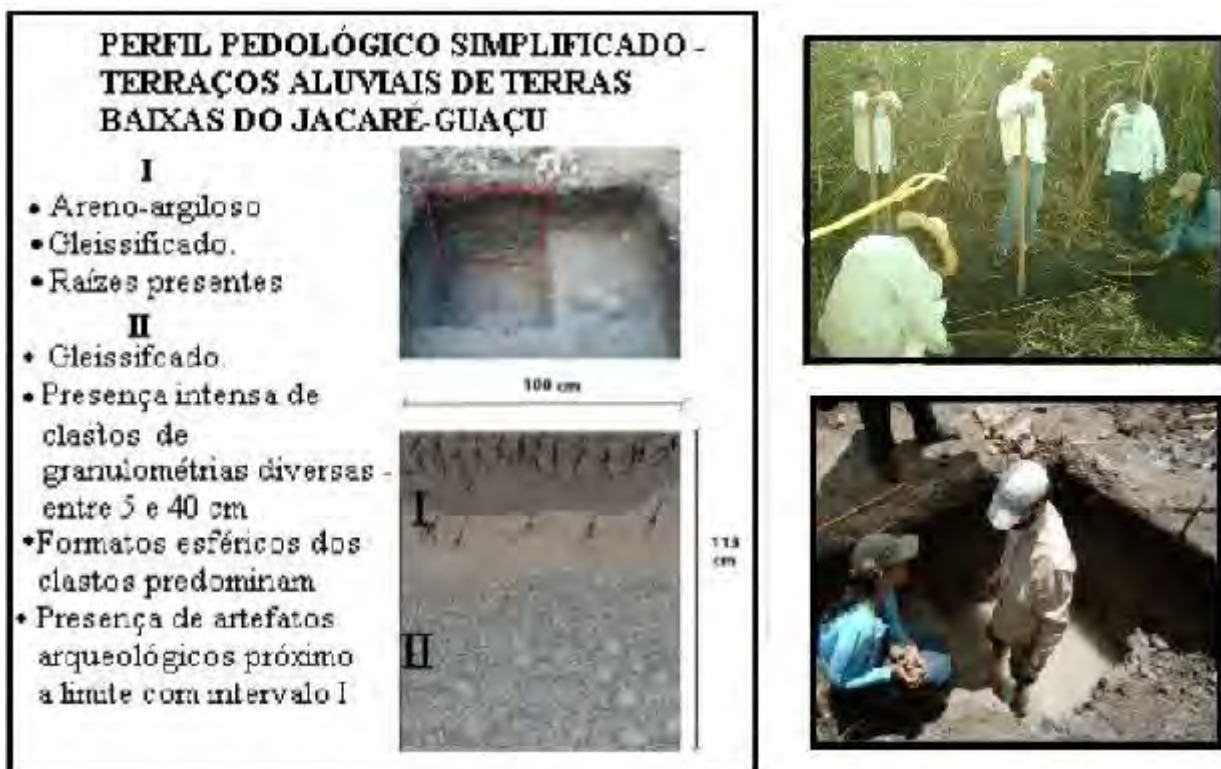 PERFIL PEDOLÓGICO SIMPLIFICADO -
TERRAÇOS ALUVIAIS DE TERRAS
BAIXAS DO JACARÉ-GUAÇU
I
• Areno-argiloso
• Gleissificado.
• Raízes presentes
II
• Gleissifcado.
• Presença intensa de
clastos de
granulométrias diversas -
entre 5 e 40 cm
• Formatos esféricos dos
clastos predominam
• Presença de artefatos
arqueológicos próximo
a limite com intervalo I
100 cm
I
II
113
cm